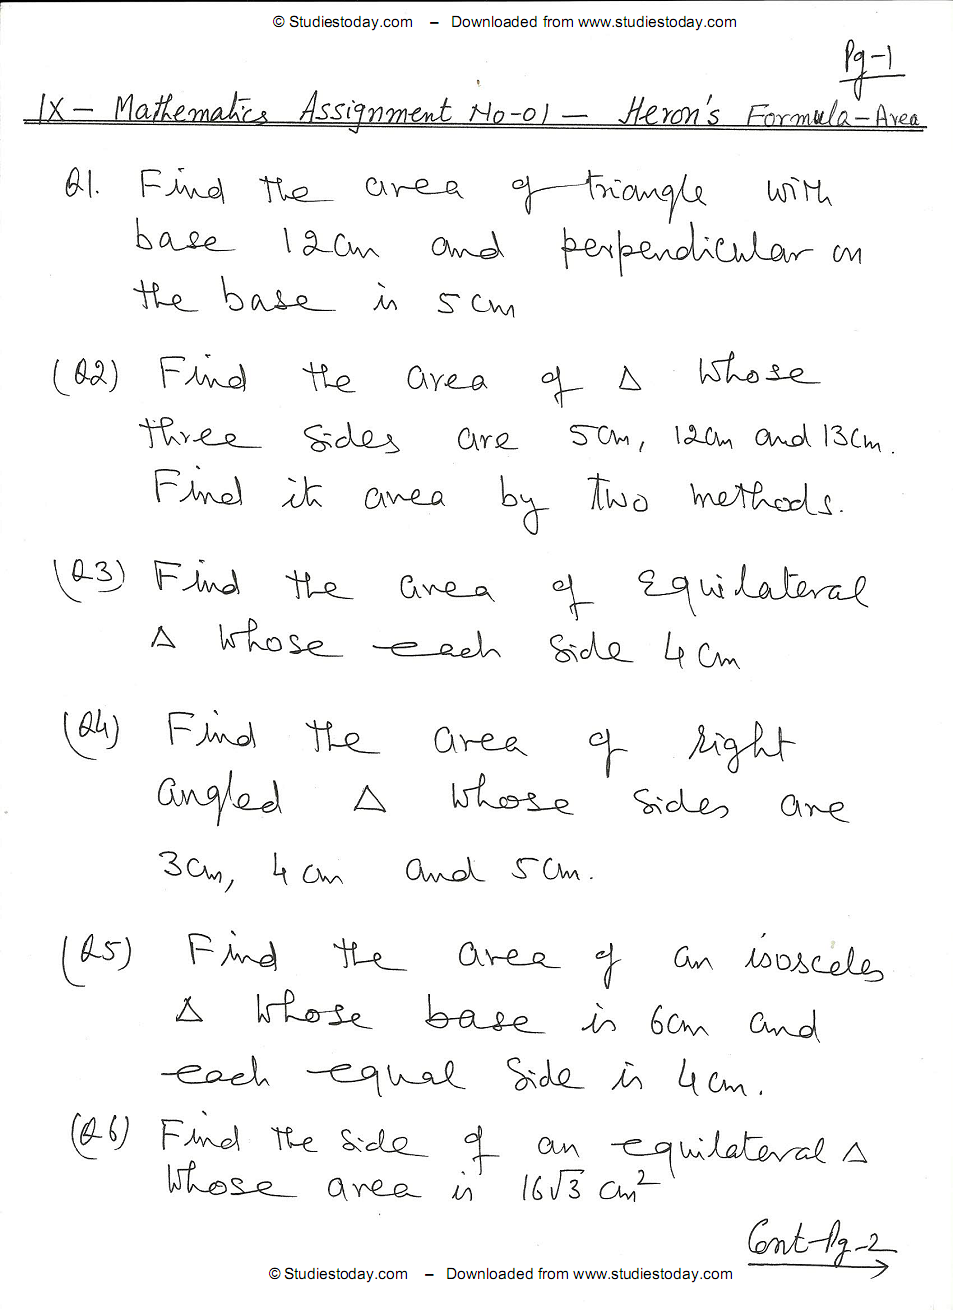 © Studiestoday.com – Downloaded from www.studiestoday.com
Pg-1
IX - Mathematics Assignment No-01 - Heron's Formula-Area
Q1. Find the area of triangle with
base 12cm and perpendicular on
the base is 5cm
(Q2) Find the area of Δ whose
three sides are 5cm, 12cm and 13cm.
Find it area by two methods.
(Q3) Find the area of Equilateral
Δ whose each side 4cm
(Q4) Find the area of right
angled Δ whose sides are
3cm, 4cm and 5cm.
(Q5) Find the area of an isosceles
Δ whose base is 6cm and
each equal side is 4cm.
(Q6) Find the side of an equilateral Δ
whose area is 16√3 cm²
Cont-Pg-2
© Studiestoday.com – Downloaded from www.studiestoday.com